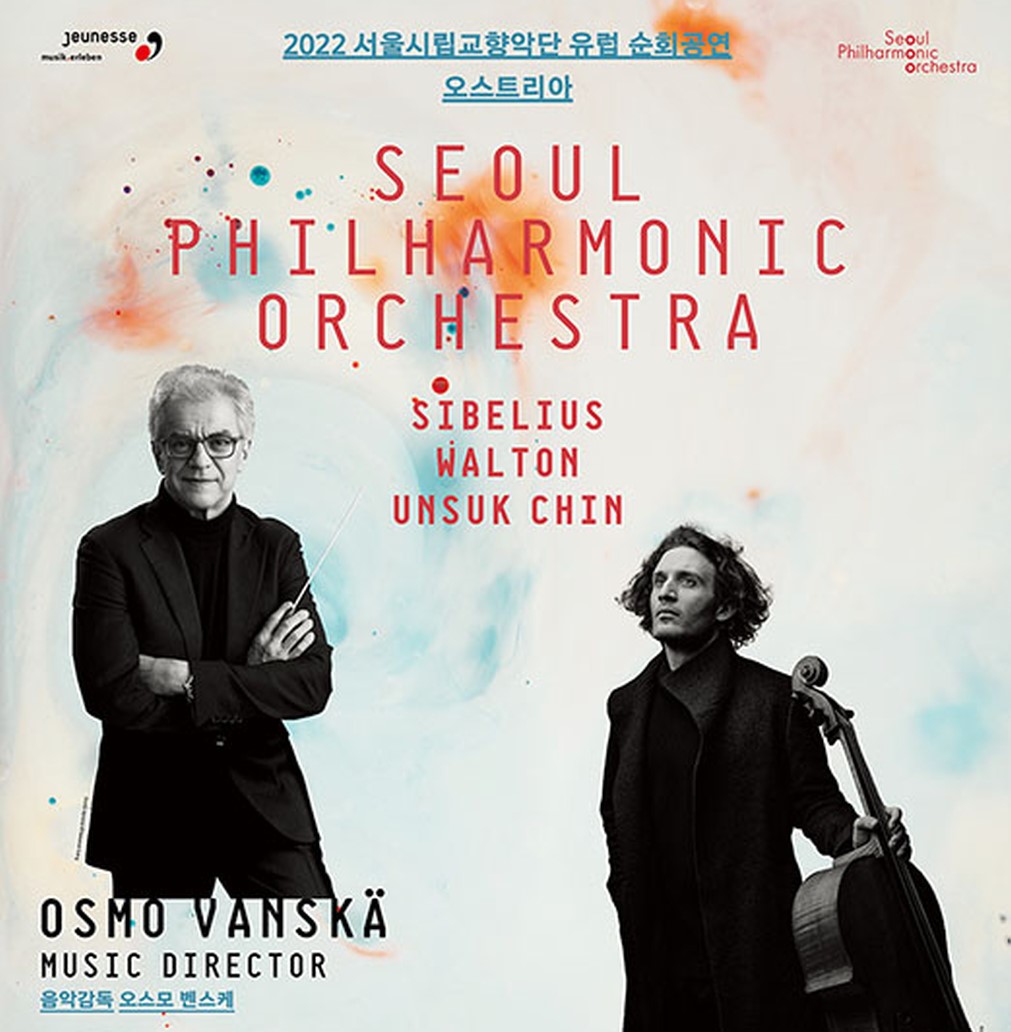 jeunesse
musik.erleben
2022 서울시립교향악단 유럽 순회공연
오스트리아
Seoul
Philharmonic
orchestra
SEOUL
PHILHARMONIC
ORCHESTRA
SIBELIUS
WALTON
UNSUK CHIN
OSMO VANSKÄ
MUSIC DIRECTOR
음악감독 오스모 벤스케